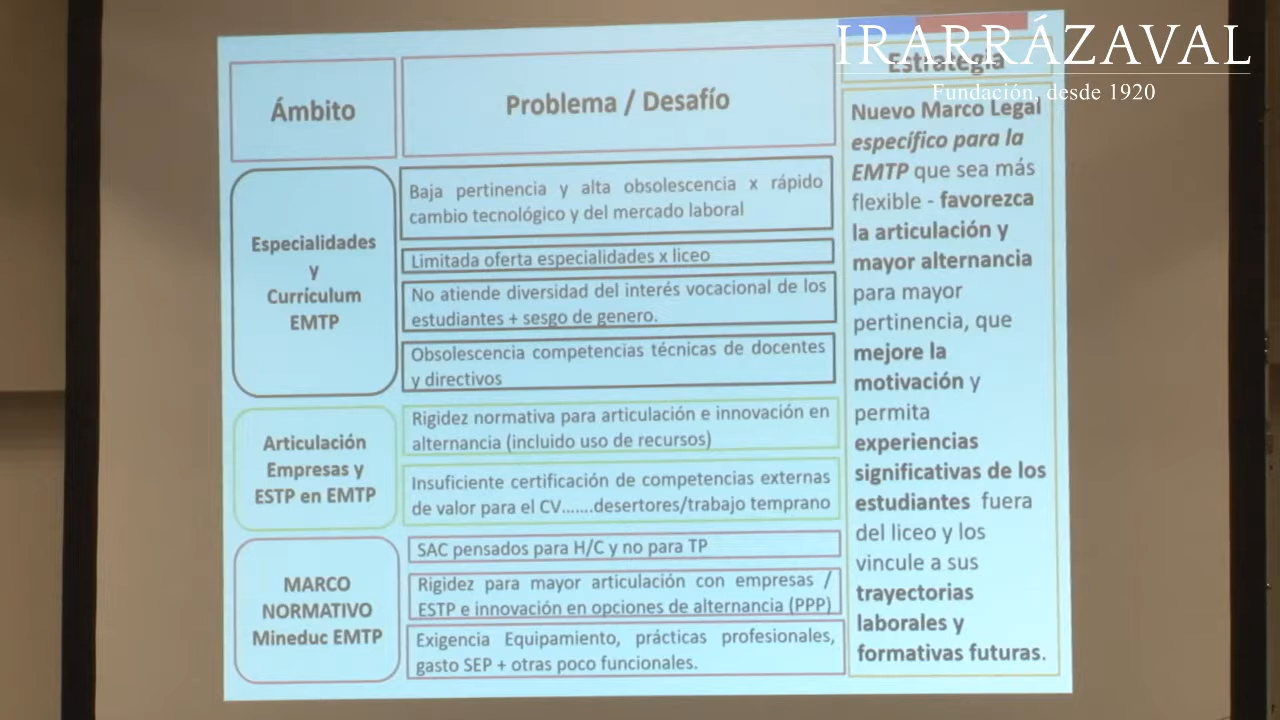 IRARRÁZAVAL
Fundación, desde 1920
Ámbito
Problema / Desafío
Estrategia
Especialidades
y
Currículum
EMTP
Baja pertinencia y alta obsolescencia x rápido
cambio tecnológico y del mercado laboral
Limitada oferta especialidades x liceo
No atiende diversidad del interés vocacional de los
estudiantes + sesgo de genero.
Obsolescencia competencias técnicas de docentes
y directivos
Articulación
Empresas y
ESTP en EMTP
Rigidez normativa para articulación e innovación en
alternancia (incluido uso de recursos)
Insuficiente certificación de competencias externas
de valor para el CV…....desertores/trabajo temprano
MARCO
NORMATIVO
Mineduc EMTP
SAC pensados para H/C y no para TP
Rigidez para mayor articulación con empresas /
ESTP e innovación en opciones de alternancia (PPP)
Exigencia Equipamiento, prácticas profesionales,
gasto SEP + otras poco funcionales.
Nuevo Marco Legal
específico para la
EMTP que sea más
flexible - favorezca
la articulación y
mayor alternancia
para mayor
pertinencia, que
mejore la
motivación y
permita
experiencias
significativas de los
estudiantes fuera
del liceo y los
vincule a sus
trayectorias
laborales y
formativas futuras.